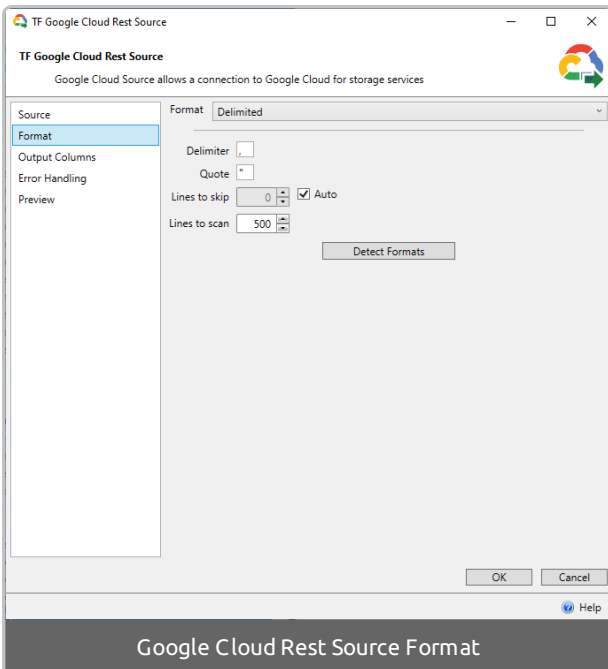 TF Google Cloud Rest Source
TF Google Cloud Rest Source
Google Cloud Source allows a connection to Google Cloud for storage services
Source
Format
Output Columns
Error Handling
Preview
Format Delimited
Delimiter ,
Quote "
Lines to skip 0 Auto
Lines to scan 500
Detect Formats
OK Cancel
Help
Google Cloud Rest Source Format